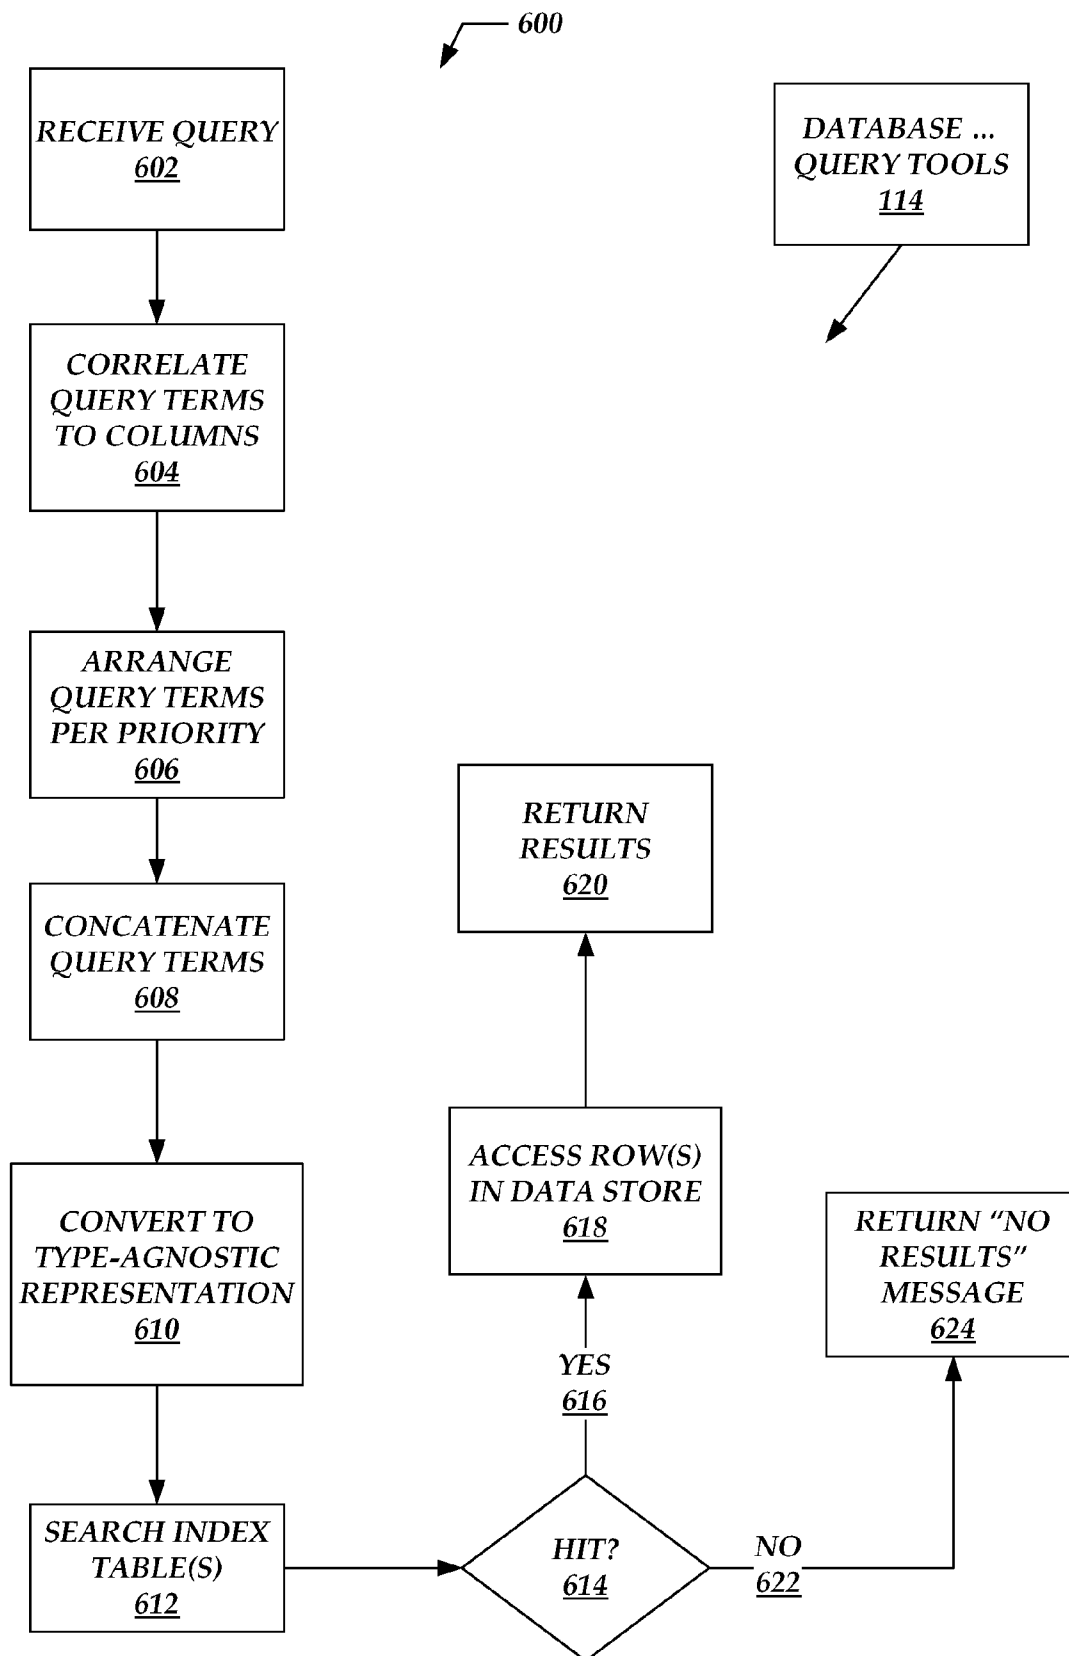 600
RECEIVE QUERY
602
DATABASE ...
QUERY TOOLS
114
CORRELATE
QUERY TERMS
TO COLUMNS
604
ARRANGE
QUERY TERMS
PER PRIORITY
606
CONCATENATE
QUERY TERMS
608
CONVERT TO
TYPE-AGNOSTIC
REPRESENTATION
610
SEARCH INDEX
TABLE(S)
612
HIT?
614
YES
616
ACCESS ROW(S)
IN DATA STORE
618
RETURN
RESULTS
620
NO
622
RETURN “NO
RESULTS”
MESSAGE
624